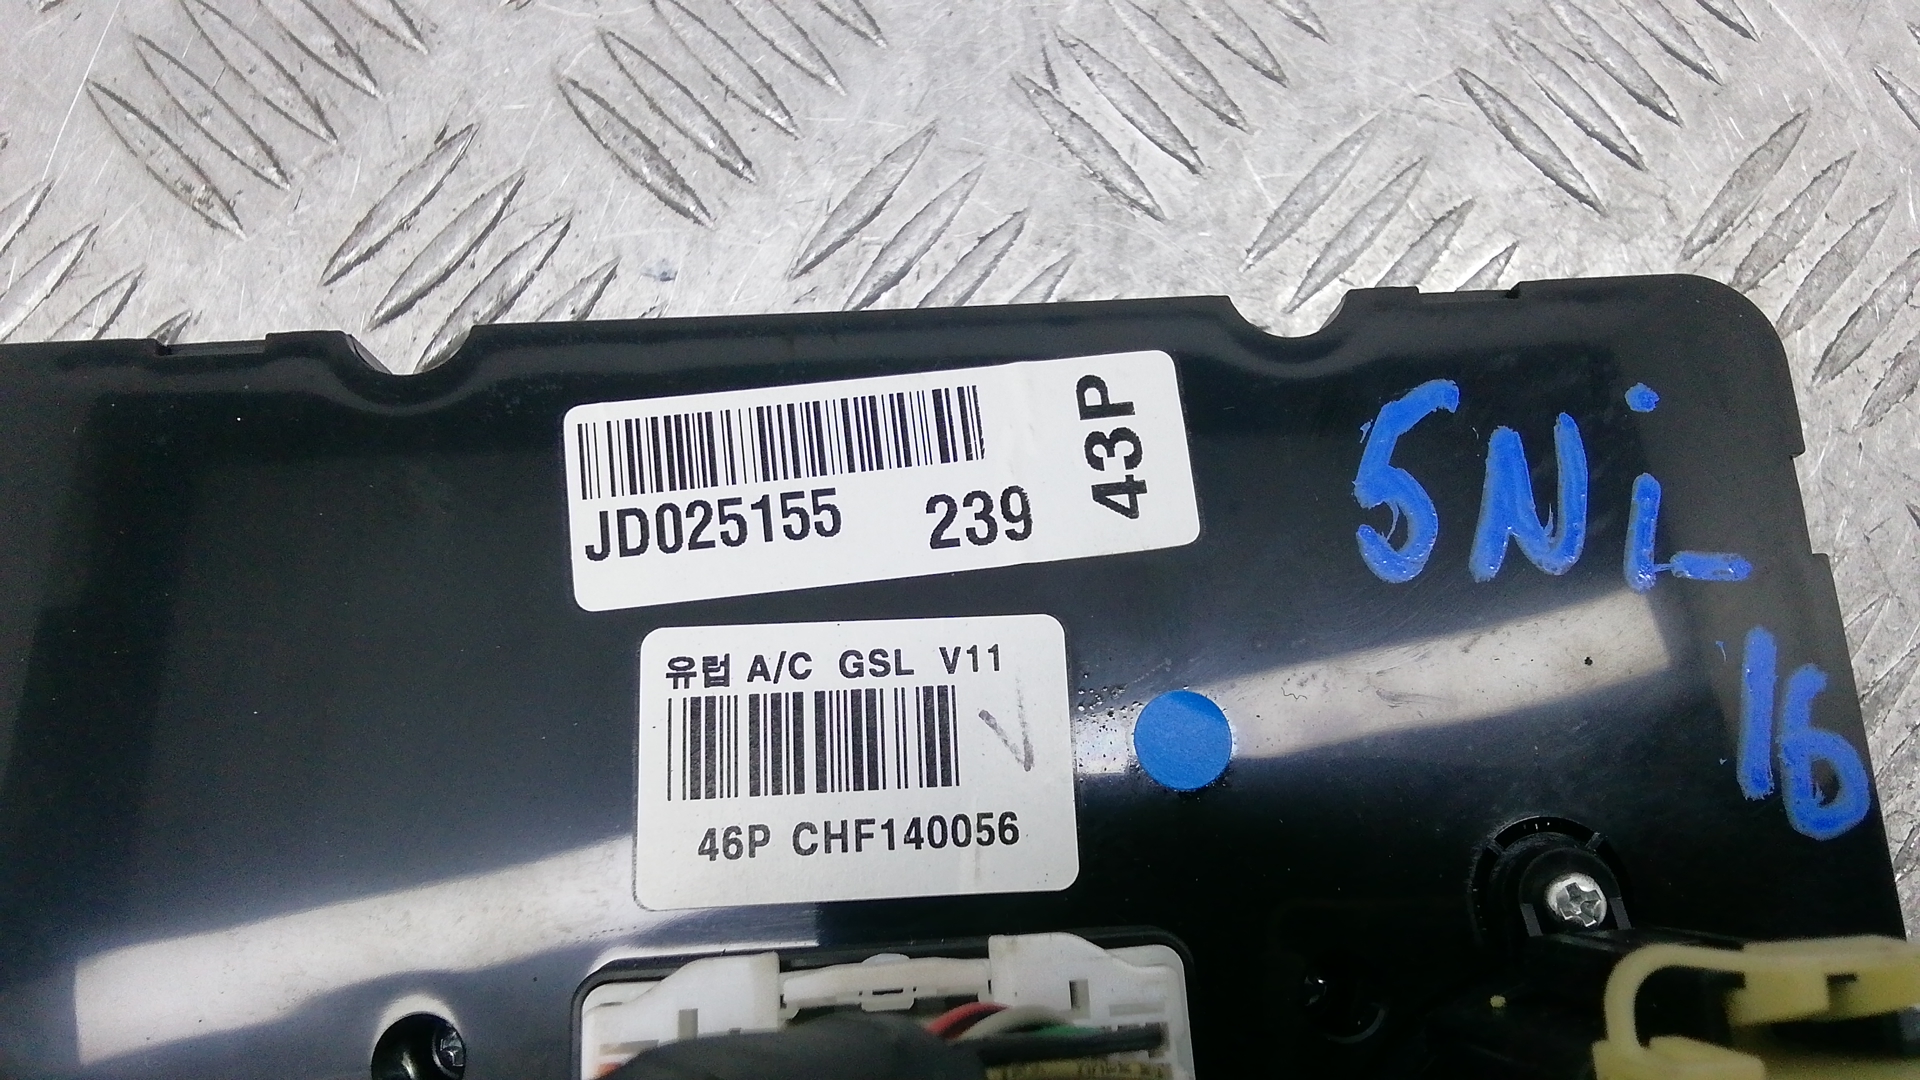 JD025155 239
43P
유럽 A/C GSL V11
46P CHF140056
5Ni
16